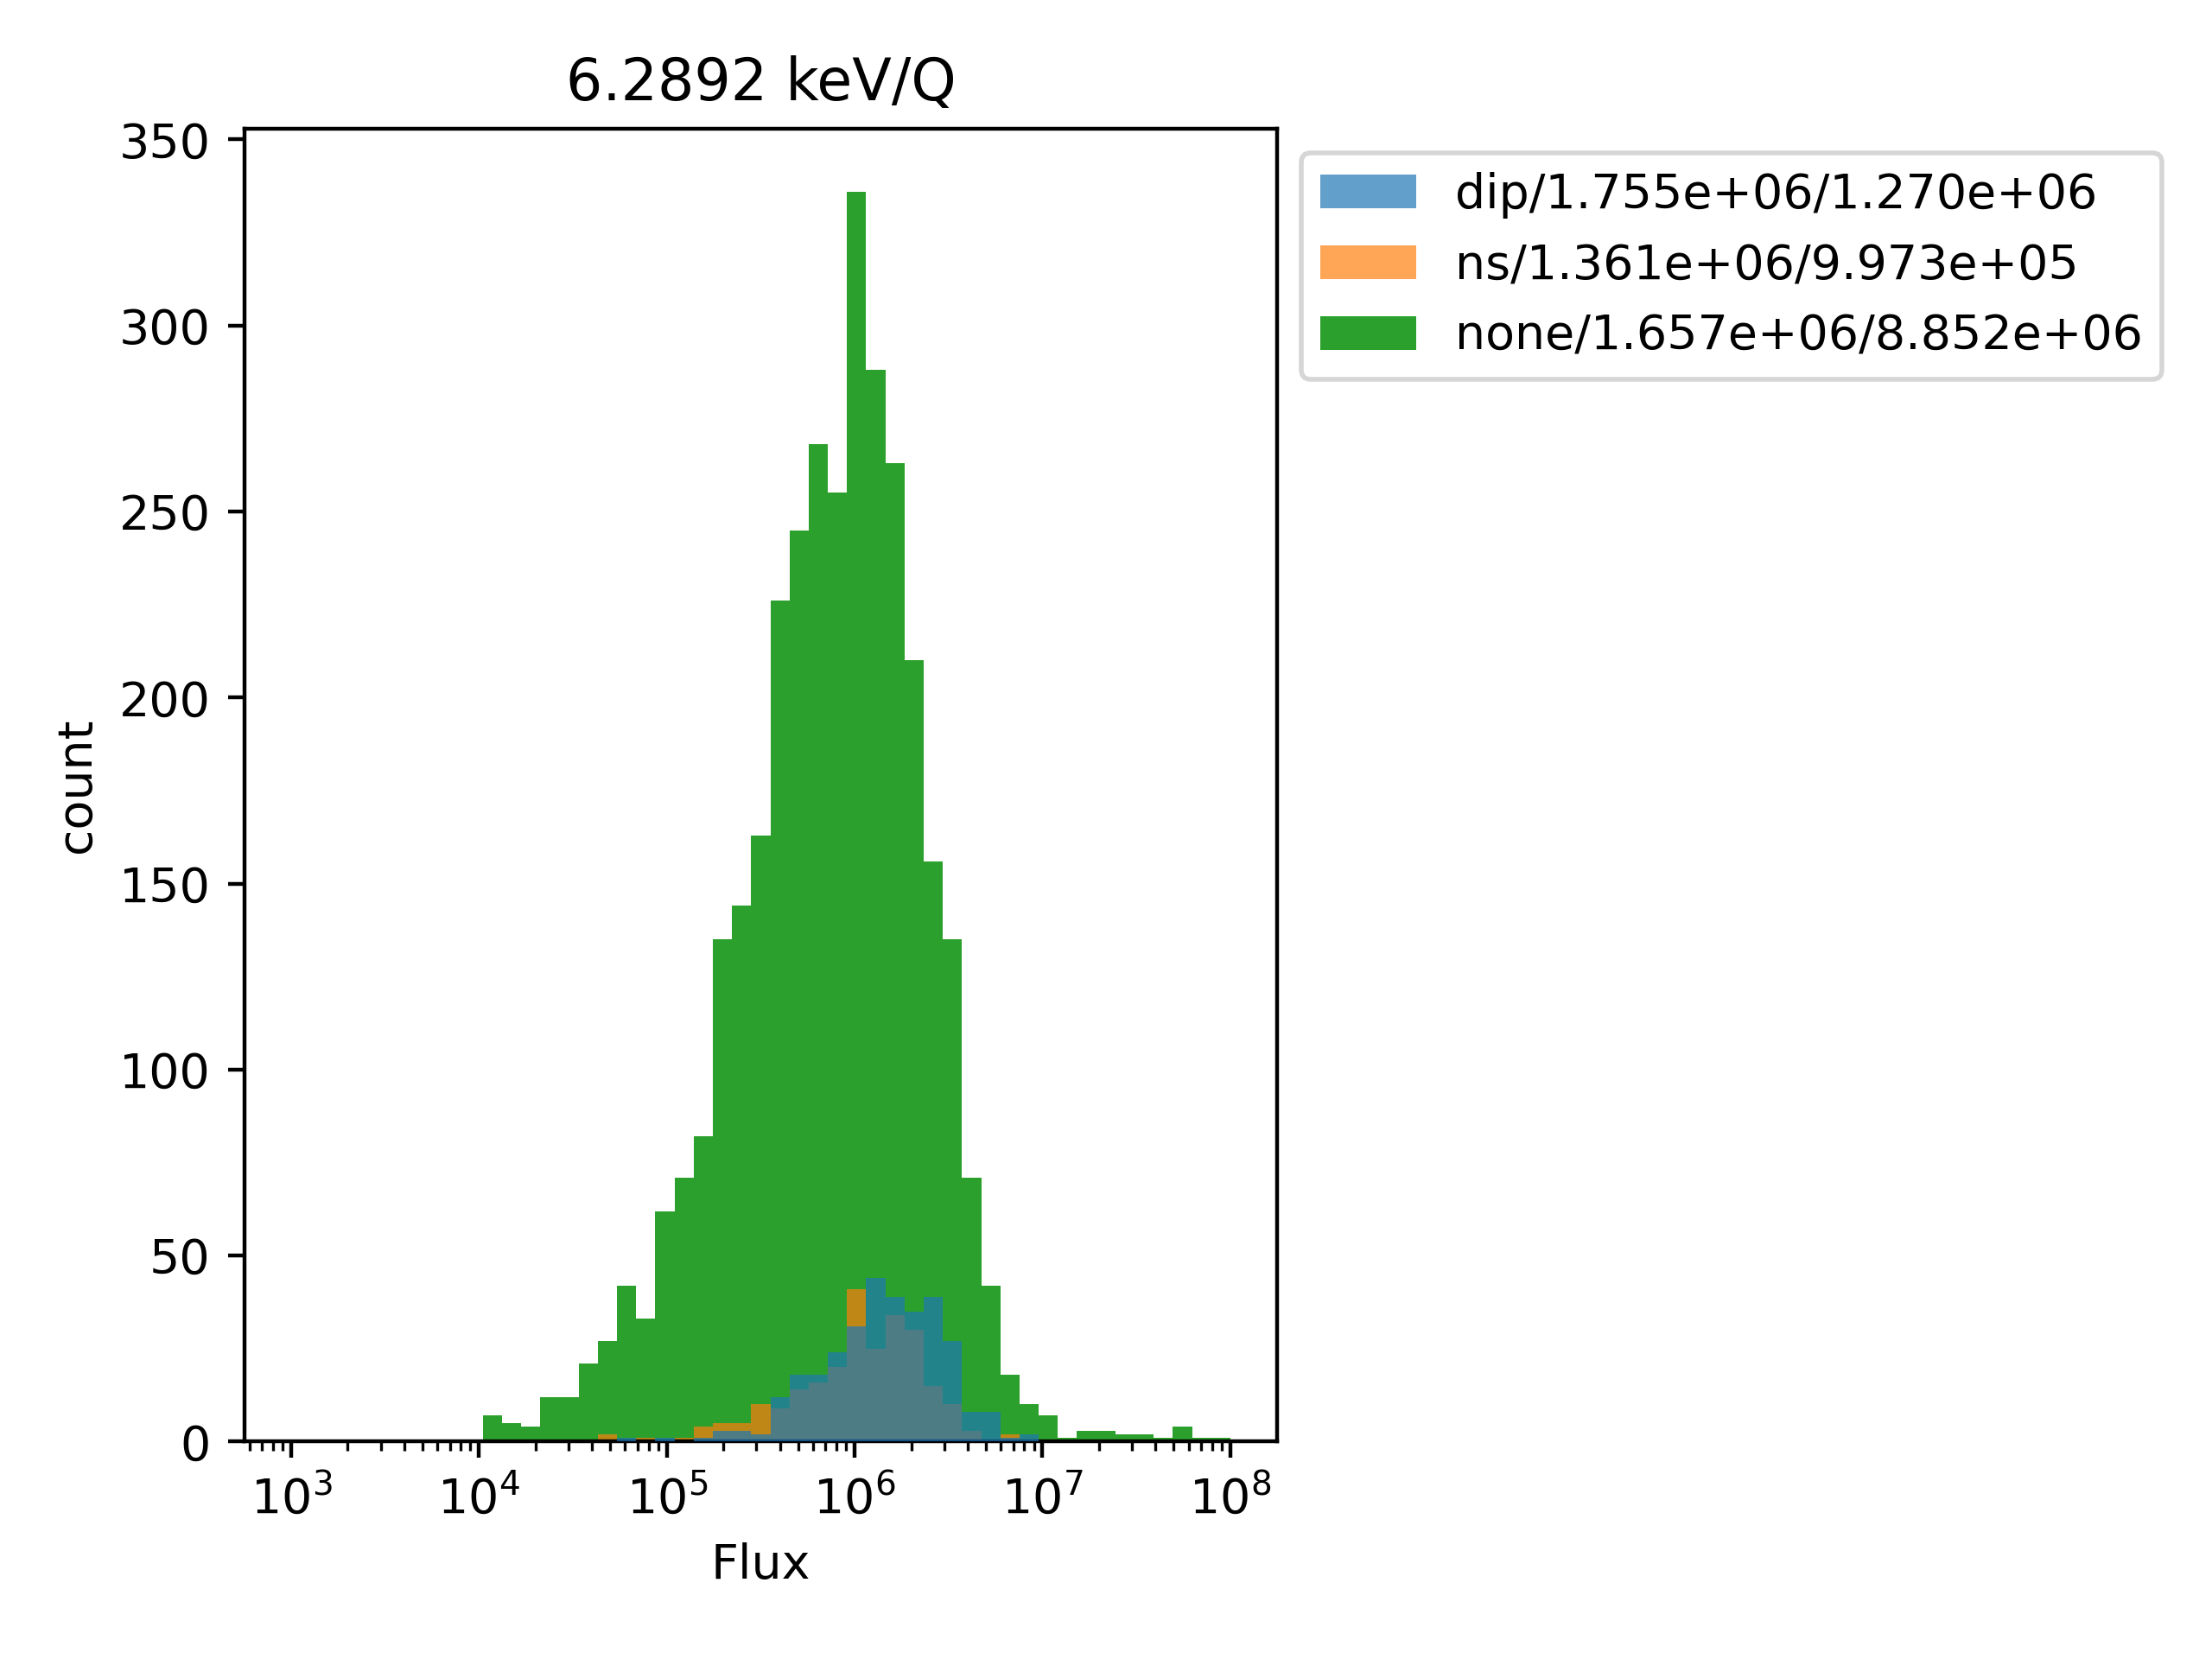 6.2892 keV/Q
dip/1.755e+06/1.270e+06
ns/1.361e+06/9.973e+05
none/1.657e+06/8.852e+06
350
300
250
200
150
100
50
0
count
10³ 10⁴ 10⁵ 10⁶ 10⁷ 10⁸
Flux